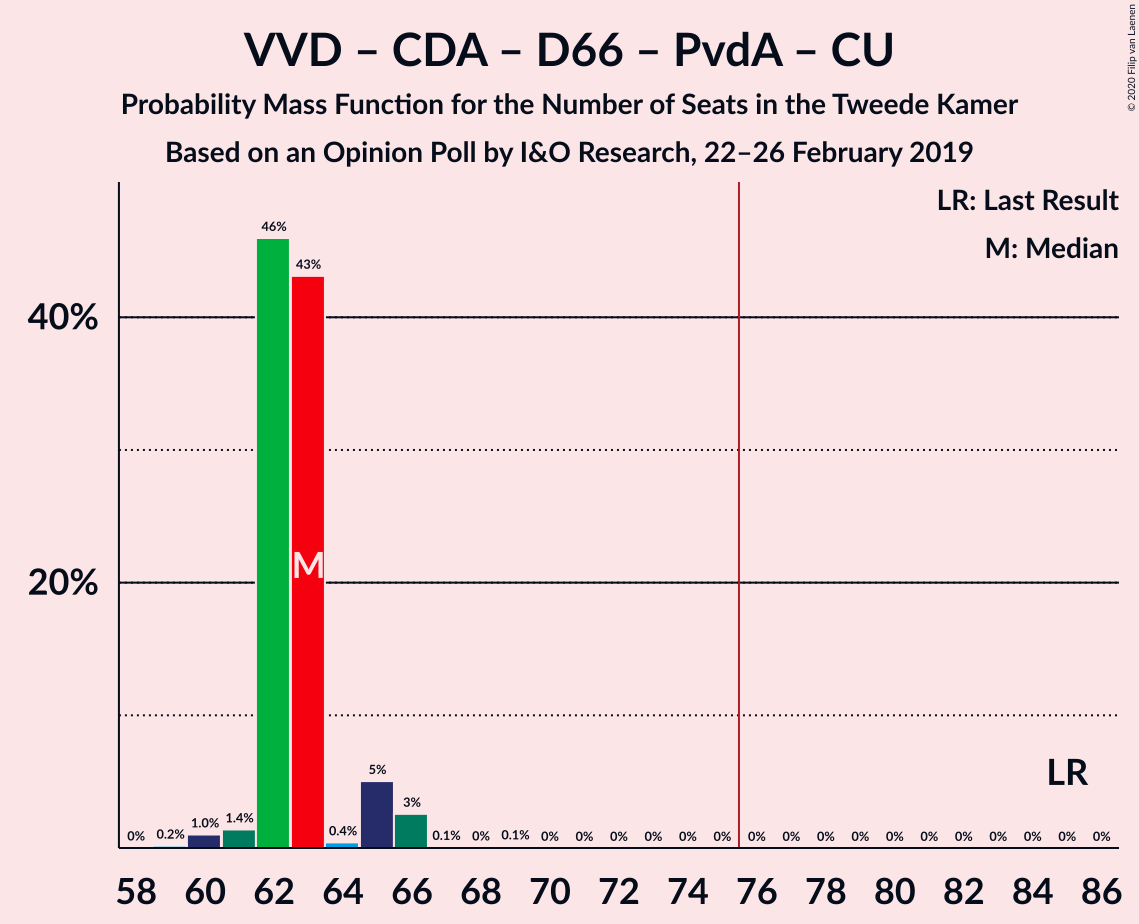 VVD – CDA – D66 – PvdA – CU
Probability Mass Function for the Number of Seats in the Tweede Kamer
Based on an Opinion Poll by I&O Research, 22–26 February 2019
© 2020 Filip van Laenen
LR: Last Result
M: Median
40%
20%
0% 0.2% 1.0% 1.4% 46% 43% 0.4% 5% 3% 0.1% 0% 0.1% 0% 0% 0% 0% 0% 0% 0% 0% 0% 0% 0% 0% 0% 0% 0% 0% 0%
M
LR
58 60 62 64 66 68 70 72 74 76 78 80 82 84 86